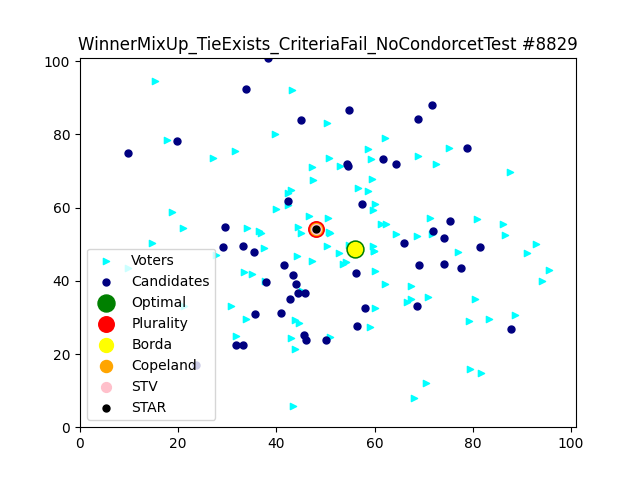 WinnerMixUp_TieExists_CriteriaFail_NoCondorcetTest #8829
100
80
60
40
20
0
0 20 40 60 80 100
Voters
Candidates
Optimal
Plurality
Borda
Copeland
STV
STAR